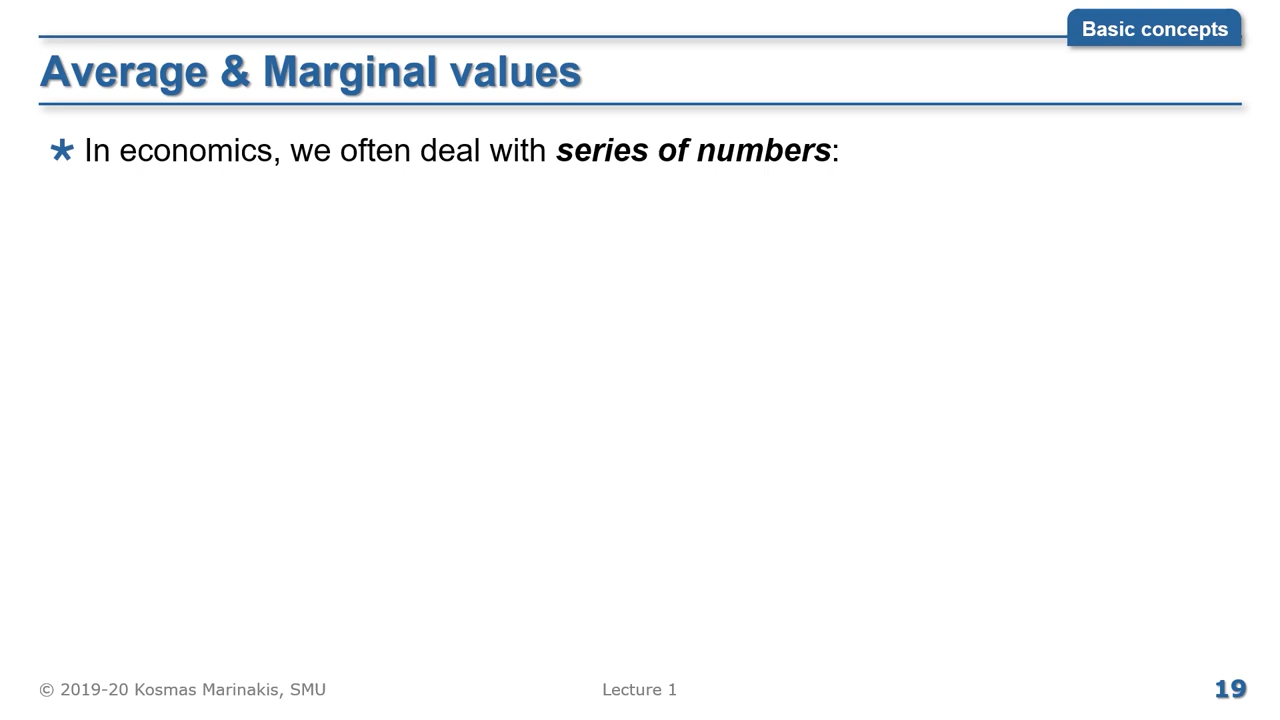 Basic concepts
Average & Marginal values
* In economics, we often deal with series of numbers:
© 2019-20 Kosmas Marinakis, SMU
Lecture 1
19